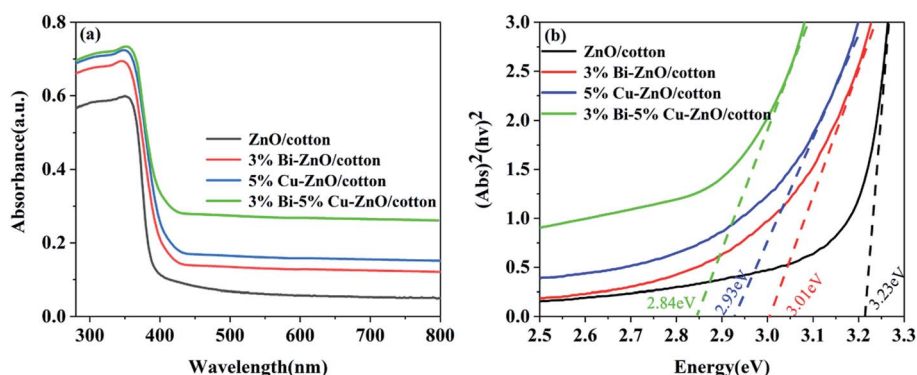 (a)
ZnO/cotton
3% Bi-ZnO/cotton
5% Cu-ZnO/cotton
3% Bi-5% Cu-ZnO/cotton
Absorbance(a.u.)
0.8
0.6
0.4
0.2
0.0
300 400 500 600 700 800
Wavelength(nm)
(b)
ZnO/cotton
3% Bi-ZnO/cotton
5% Cu-ZnO/cotton
3% Bi-5% Cu-ZnO/cotton
(Abs)²(hv)²
3.0
2.5
2.0
1.5
1.0
0.5
0.0
2.84eV
2.93eV
3.01eV
3.23eV
2.5 2.6 2.7 2.8 2.9 3.0 3.1 3.2 3.3
Energy(eV)